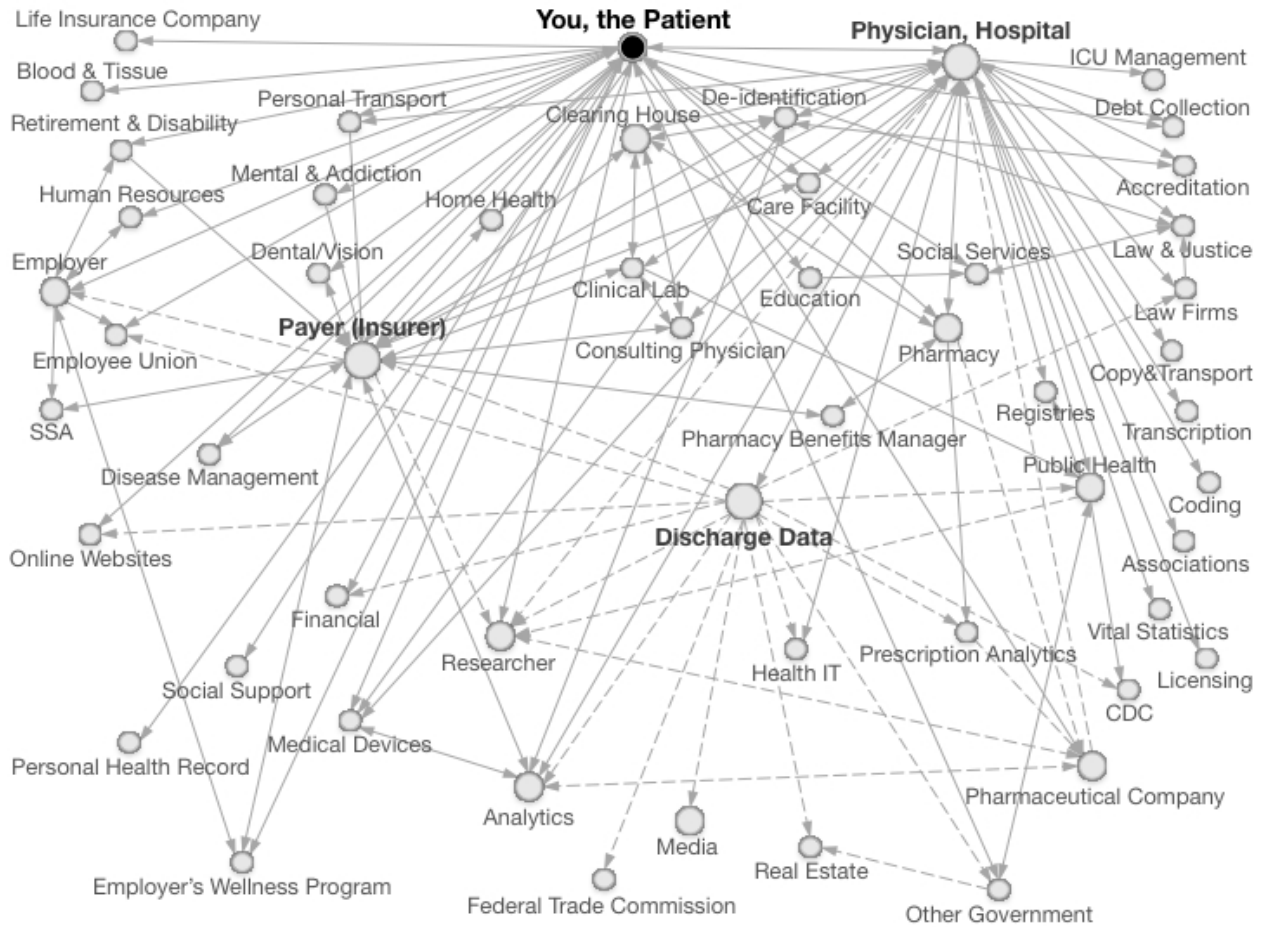 Life Insurance Company
You, the Patient
Physician, Hospital
ICU Management
Blood & Tissue
Personal Transport
De-identification
Debt Collection
Retirement & Disability
Clearing House
Mental & Addiction
Accreditation
Human Resources
Home Health
Care Facility
Dental/Vision
Social Services
Law & Justice
Employer
Clinical Lab
Education
Law Firms
Payer (Insurer)
Employee Union
Consulting Physician
Pharmacy
Copy&Transport
SSA
Registries
Transcription
Pharmacy Benefits Manager
Disease Management
Public Health
Coding
Discharge Data
Online Websites
Associations
Financial
Vital Statistics
Researcher
Health IT
Prescription Analytics
Licensing
Social Support
CDC
Medical Devices
Personal Health Record
Pharmaceutical Company
Analytics
Media
Real Estate
Employer's Wellness Program
Federal Trade Commission
Other Government